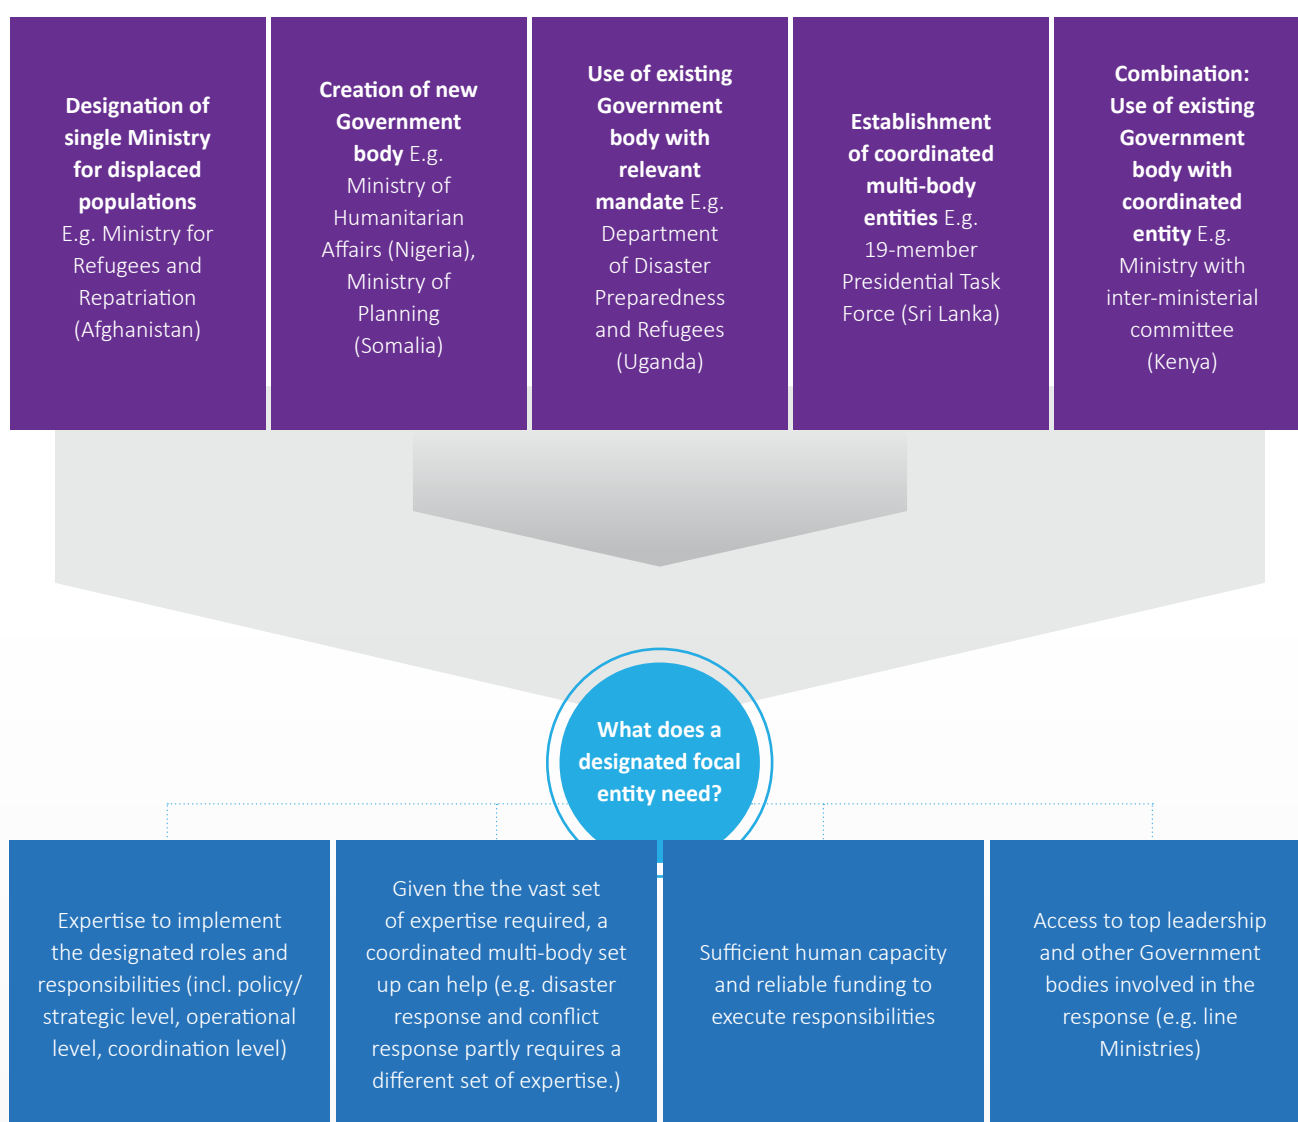 Designation of
single Ministry
for displaced
populations
E.g. Ministry for
Refugees and
Repatriation
(Afghanistan)
Creation of new
Government
body E.g.
Ministry of
Humanitarian
Affairs (Nigeria),
Ministry of
Planning
(Somalia)
Use of existing
Government
body with
relevant
mandate E.g.
Department
of Disaster
Preparedness
and Refugees
(Uganda)
Establishment
of coordinated
multi-body
entities E.g.
19-member
Presidential Task
Force (Sri Lanka)
Combination:
Use of existing
Government
body with
coordinated
entity E.g.
Ministry with
inter-ministerial
committee
(Kenya)
What does a
designated focal
entity need?
Expertise to implement
the designated roles and
responsibilities (incl. policy/
strategic level, operational
level, coordination level)
Given the the vast set
of expertise required, a
coordinated multi-body set
up can help (e.g. disaster
response and conflict
response partly requires a
different set of expertise.)
Sufficient human capacity
and reliable funding to
execute responsibilities
Access to top leadership
and other Government
bodies involved in the
response (e.g. line
Ministries)